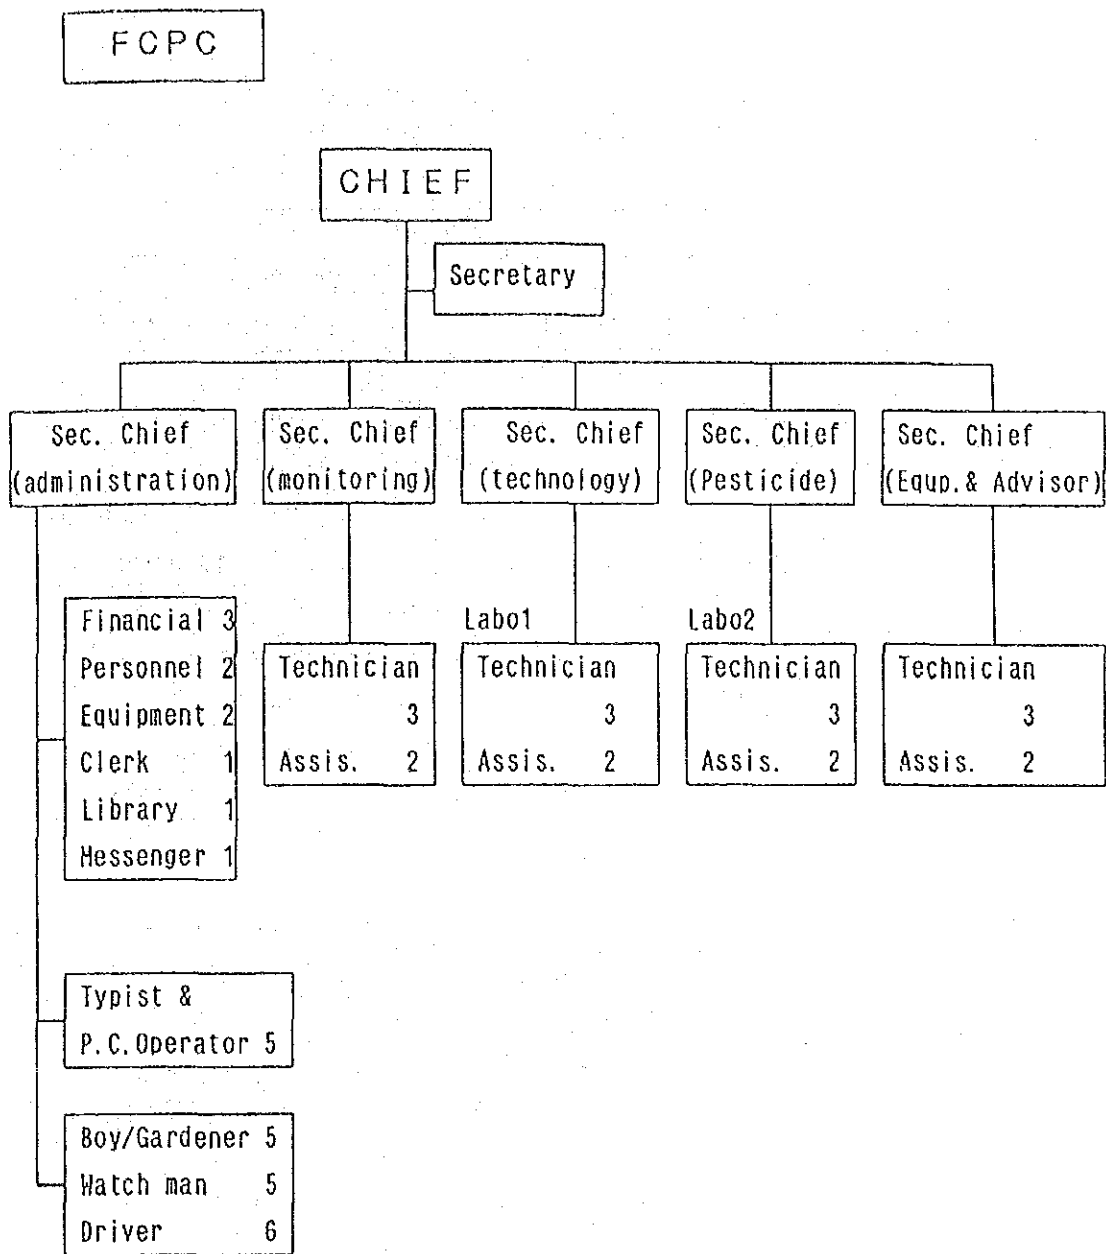 FCPC
CHIEF
Secretary
Sec. Chief
(administration)
Sec. Chief
(monitoring)
Sec. Chief
(technology)
Sec. Chief
(Pesticide)
Sec. Chief
(Equp.& Advisor)
Financial 3
Personnel 2
Equipment 2
Clerk 1
Library 1
Messenger 1
Technician
3
Assis. 2
Labo1
Technician
3
Assis. 2
Labo2
Technician
3
Assis. 2
Technician
3
Assis. 2
Typist &
P.C.Operator 5
Boy/Gardener 5
Watch man 5
Driver 6